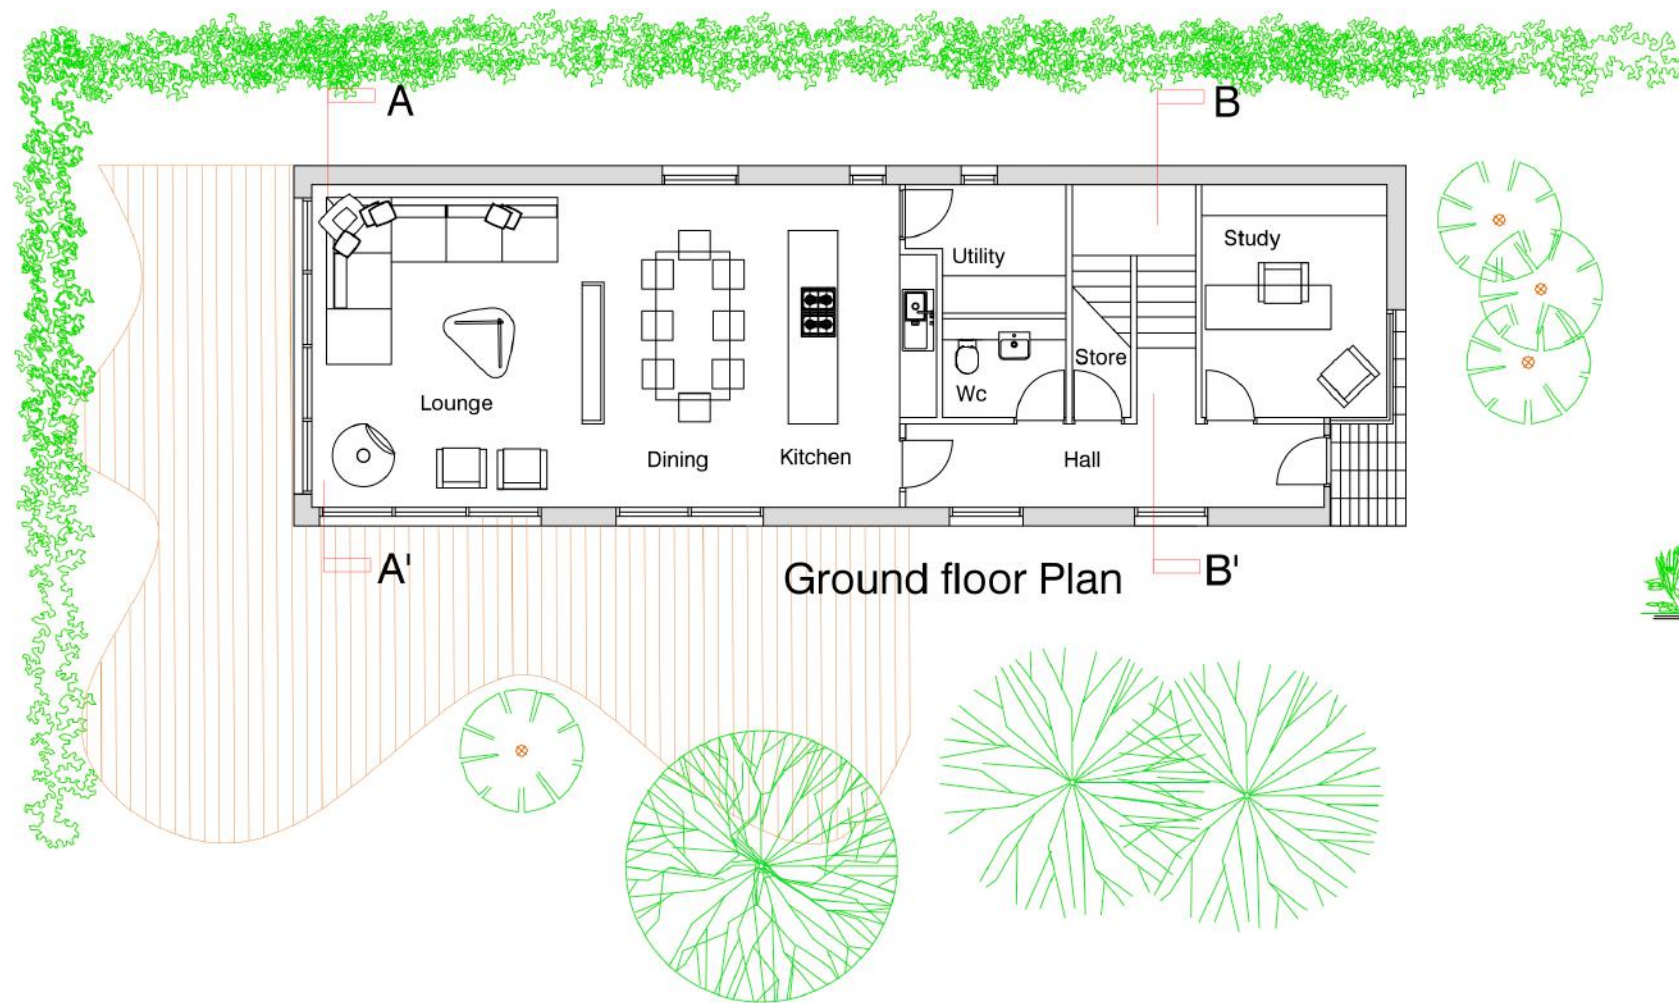 A
B
Study
Utility
Store
Wc
Lounge
Dining
Kitchen
Hall
A'
Ground floor Plan
B'